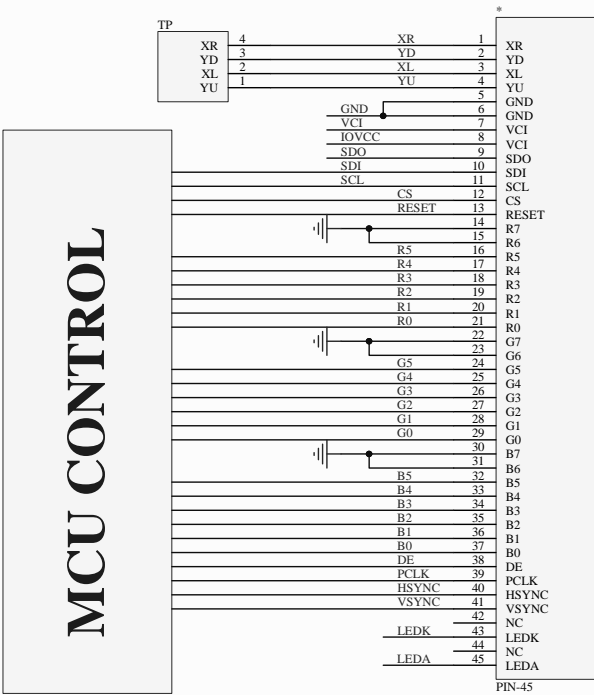 *
TP
XR 4 XR 1 XR
YD 3 YD 2 YD
XL 2 XL 3 XL
YU 1 YU 4 YU
5 GND
GND 6 GND
VCI 7 VCI
IOVCC 8 VCI
SDO 9 SDO
SDI 10 SDI
SCL 11 SCL
CS 12 CS
RESET 13 RESET
14 R7
15 R6
R5 16 R5
R4 17 R4
R3 18 R3
R2 19 R2
R1 20 R1
R0 21 R0
22 G7
23 G6
G5 24 G5
G4 25 G4
G3 26 G3
G2 27 G2
G1 28 G1
G0 29 G0
30 B7
31 B6
B5 32 B5
B4 33 B4
B3 34 B3
B2 35 B2
B1 36 B1
B0 37 B0
DE 38 DE
PCLK 39 PCLK
HSYNC 40 HSYNC
VSYNC 41 VSYNC
42 NC
LEDK 43 LEDK
44 NC
LEDA 45 LEDA
PIN-45
MCU CONTROL